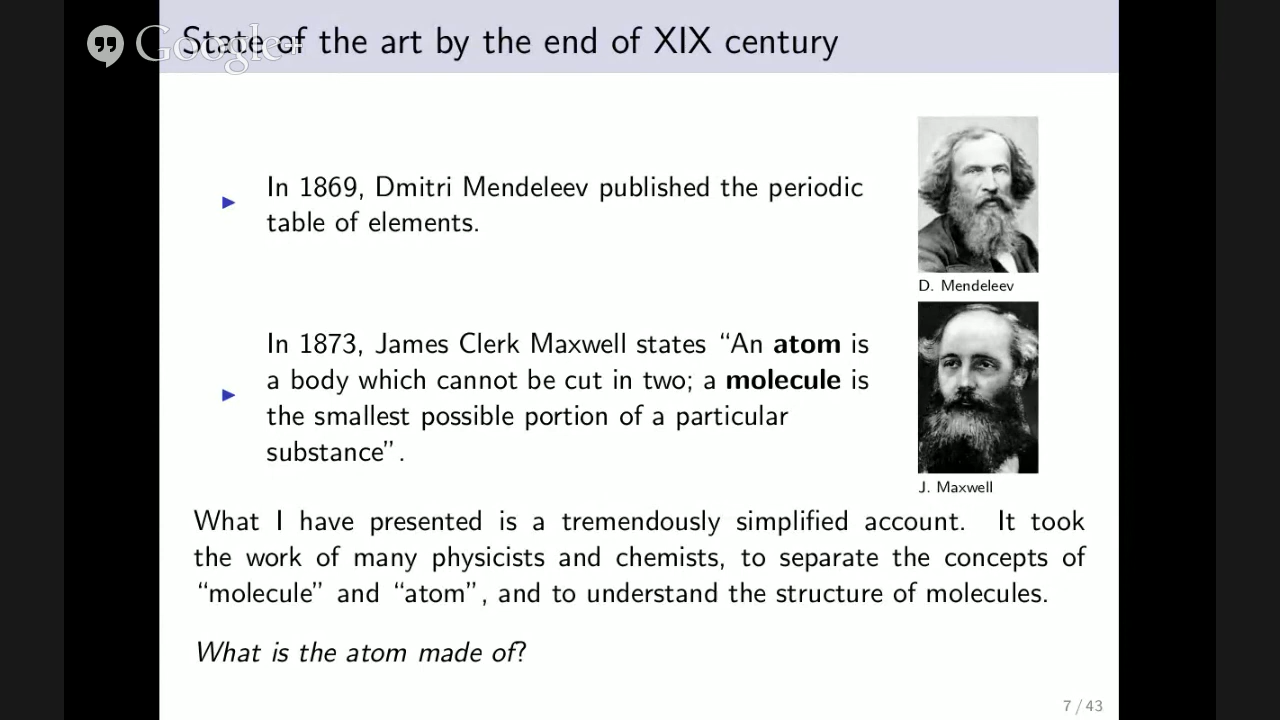 State of the art by the end of XIX century
Google+
In 1869, Dmitri Mendeleev published the periodic
table of elements.
D. Mendeleev
In 1873, James Clerk Maxwell states “An atom is
a body which cannot be cut in two; a molecule is
the smallest possible portion of a particular
substance”.
J. Maxwell
What I have presented is a tremendously simplified account. It took
the work of many physicists and chemists, to separate the concepts of
“molecule” and “atom”, and to understand the structure of molecules.
What is the atom made of?
7 / 43